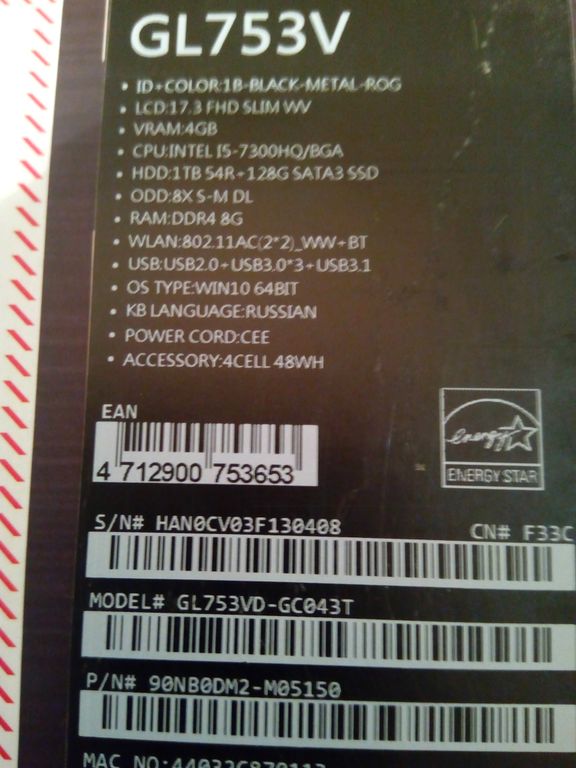 GL753V
• ID+COLOR:1B-BLACK-METAL-ROG
• LCD:17.3 FHD SLIM WV
• VRAM:4GB
• CPU:INTEL I5-7300HQ/BGA
• HDD:1TB 54R+128G SATA3 SSD
• ODD:8X S-M DL
• RAM:DDR4 8G
• WLAN:802.11AC(2*2)_WW+BT
• USB:USB2.0+USB3.0*3+USB3.1
• OS TYPE:WIN10 64BIT
• KB LANGUAGE:RUSSIAN
• POWER CORD:CEE
• ACCESSORY:4CELL 48WH
EAN
energy
ENERGY STAR
4 712900 753653
S/N# HAN0CV03F130408 CN# F33C
MODEL# GL753VD-GC043T
P/N# 90NB0DM2-M05150
MAC NO: